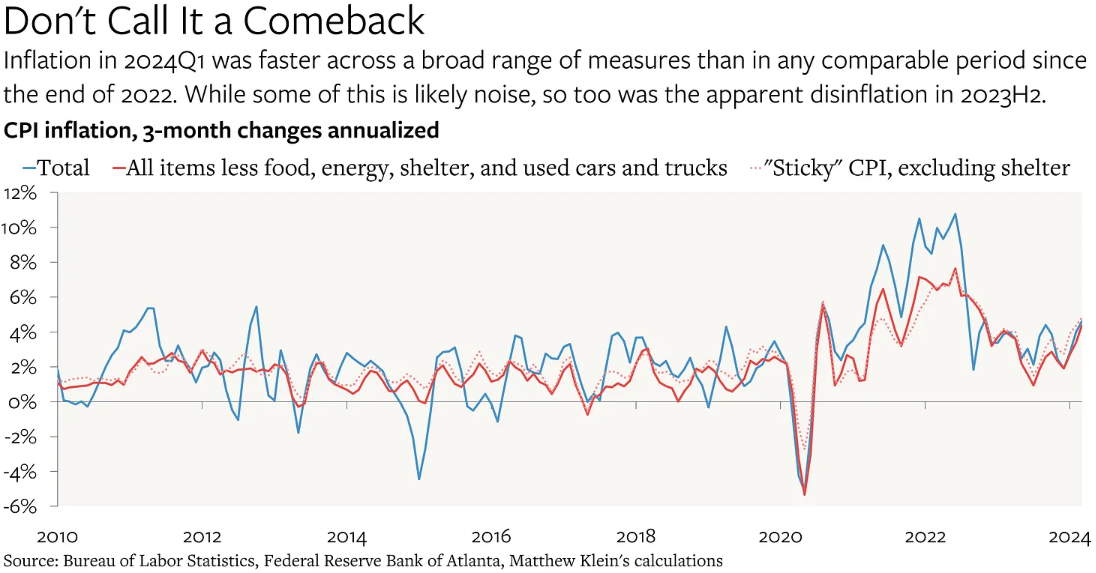 Don't Call It a Comeback
Inflation in 2024Q1 was faster across a broad range of measures than in any comparable period since
the end of 2022. While some of this is likely noise, so too was the apparent disinflation in 2023H2.
CPI inflation, 3-month changes annualized
Total All items less food, energy, shelter, and used cars and trucks "Sticky" CPI, excluding shelter
12%
10%
8%
6%
4%
2%
0%
-2%
-4%
-6%
2010 2012 2014 2016 2018 2020 2022 2024
Source: Bureau of Labor Statistics, Federal Reserve Bank of Atlanta, Matthew Klein's calculations